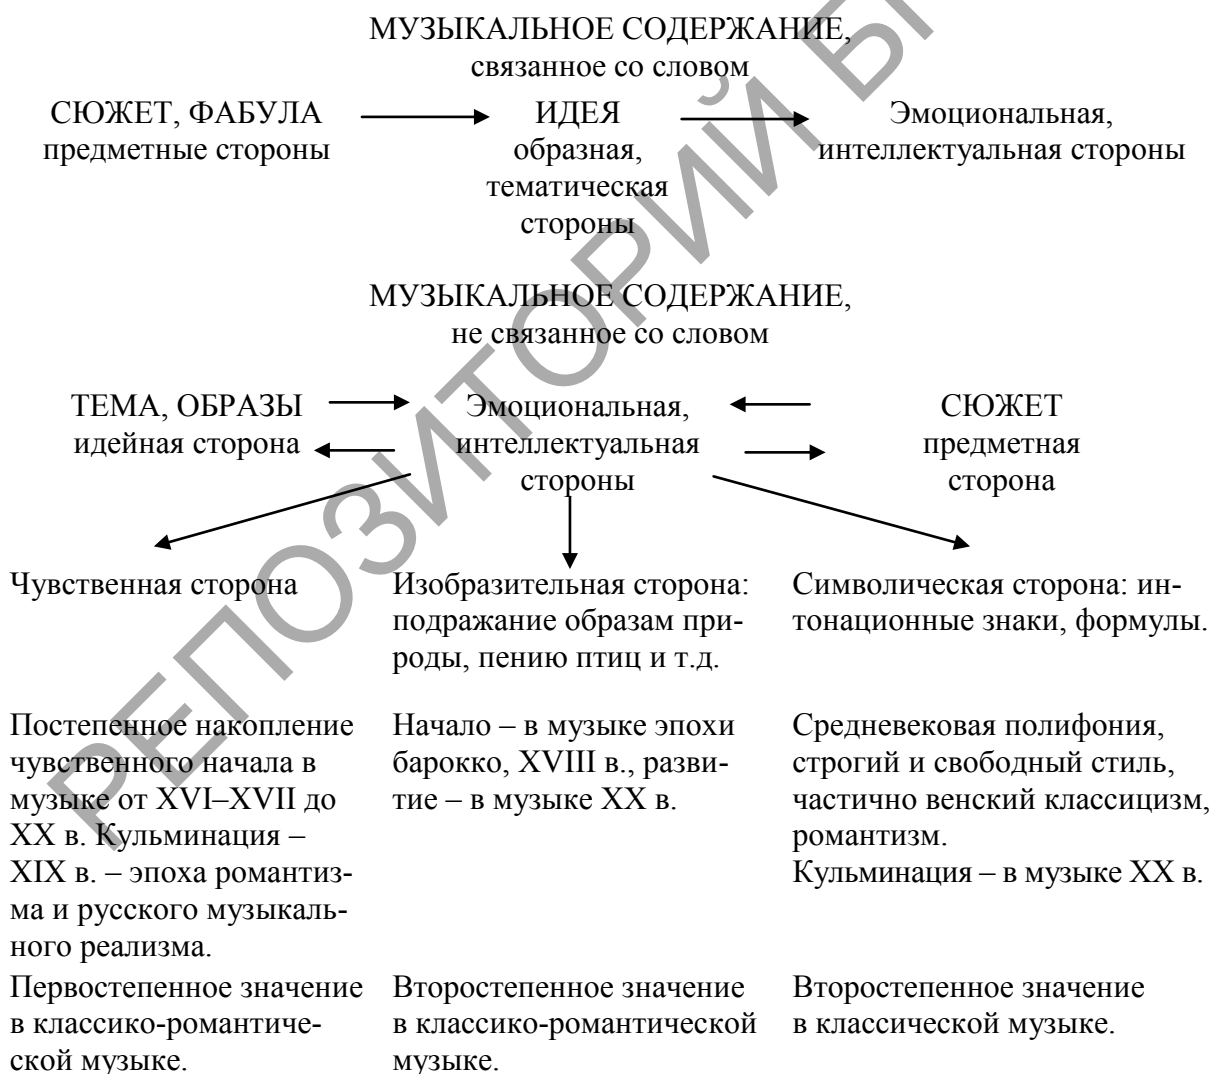 МУЗЫКАЛЬНОЕ СОДЕРЖАНИЕ,
связанное со словом
СЮЖЕТ, ФАБУЛА
предметные стороны
ИДЕЯ
образная,
тематическая
стороны
Эмоциональная,
интеллектуальная стороны
МУЗЫКАЛЬНОЕ СОДЕРЖАНИЕ,
не связанное со словом
ТЕМА, ОБРАЗЫ
идейная сторона
Эмоциональная,
интеллектуальная
стороны
СЮЖЕТ
предметная
сторона
Чувственная сторона
Изобразительная сторона:
подражание образам при-
роды, пению птиц и т.д.
Символическая сторона: ин-
тонационные знаки, формулы.
Постепенное накопление
чувственного начала в
музыке от XVI–XVII до
XX в. Кульминация –
XIX в. – эпоха романтиз-
ма и русского музыкаль-
ного реализма.
Начало – в музыке эпохи
барокко, XVIII в., разви-
тие – в музыке XX в.
Средневековая полифония,
строгий и свободный стиль,
частично венский классицизм,
романтизм.
Кульминация – в музыке XX в.
Первостепенное значение
в классико-романтиче-
ской музыке.
Второстепенное значение
в классико-романтической
музыке.
Второстепенное значение
в классической музыке.
РЕПОЗИТОРИЙ